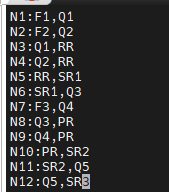 N1:F1,Q1
N2:F2,Q2
N3:Q1,RR
N4:Q2,RR
N5:RR,SR1
N6:SR1,Q3
N7:F3,Q4
N8:Q3,PR
N9:Q4,PR
N10:PR,SR2
N11:SR2,Q5
N12:Q5,SR3